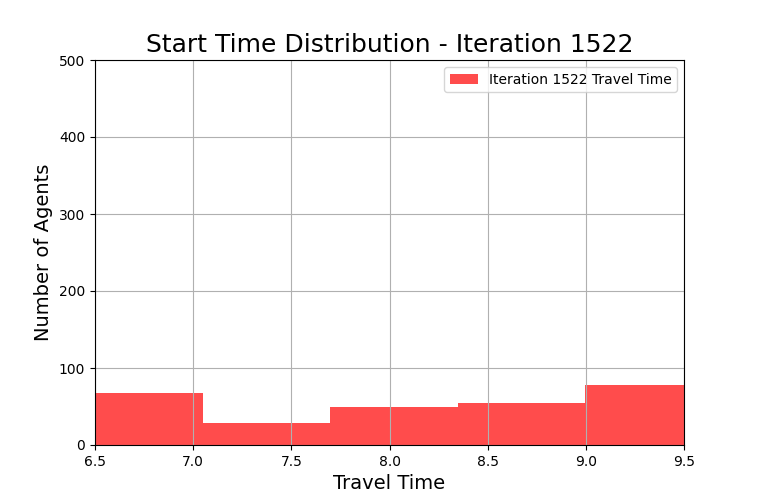 Start Time Distribution - Iteration 1522
Iteration 1522 Travel Time
Number of Agents
500
400
300
200
100
0
6.5 7.0 7.5 8.0 8.5 9.0 9.5
Travel Time